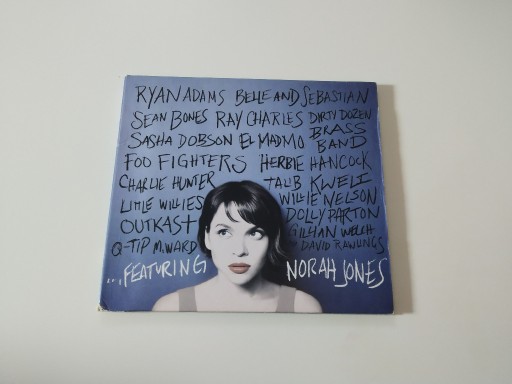 RYAN ADAMS BELLE AND SEBASTIAN
SEAN BONES RAY CHARLES DIRTY DOZEN
SASHA DOBSON EL MADMO BRASS BAND
FOO FIGHTERS HERBIE HANCOCK
CHARLIE HUNTER TALIB KWELI
LITTLE WILLIES WILLIE NELSON
OUTKAST DOLLY PARTON
Q-TIP M. WARD GILLIAN WELCH
DAVID RAWLINGS
...FEATURING NORAH JONES